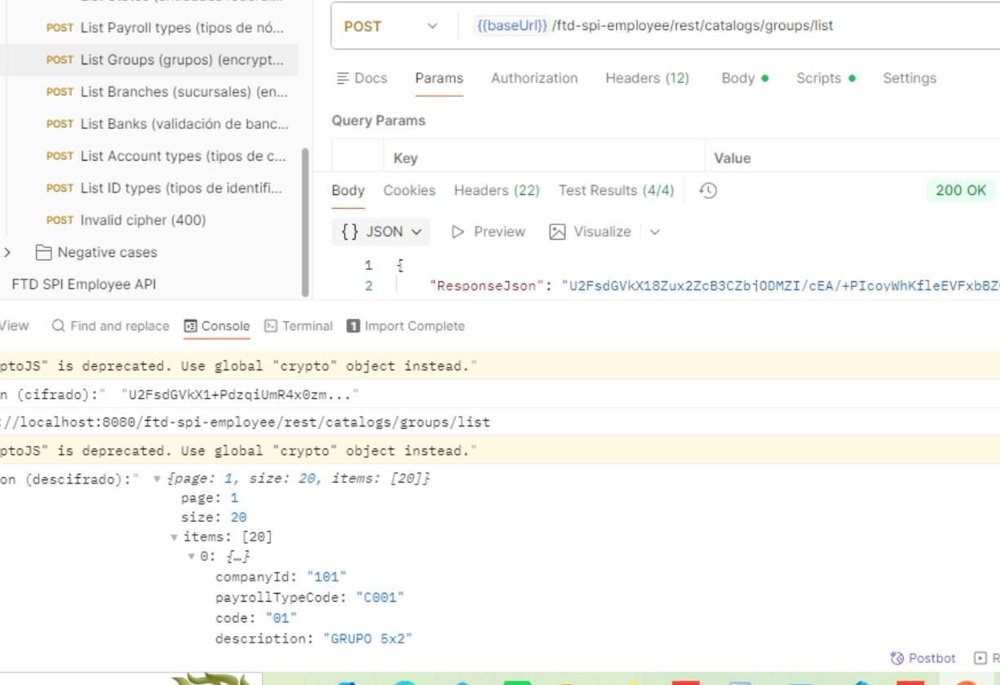 POST List Payroll types (tipos de nó...
POST List Groups (grupos) (encrypt...
POST List Branches (sucursales) (en...
POST List Banks (validación de banc...
POST List Account types (tipos de c...
POST List ID types (tipos de identifi...
POST Invalid cipher (400)
Negative cases
FTD SPI Employee API
POST {{baseUrl}} /ftd-spi-employee/rest/catalogs/groups/list
Docs Params Authorization Headers (12) Body Scripts Settings
Query Params
Key Value
Body Cookies Headers (22) Test Results (4/4) 200 OK
{} JSON Preview Visualize
1 {
2 "ResponseJson": "U2FsdGVkX18Zux2ZcB3CZbjODMZI/cEA/+PIcoyWhKfleEVFxbBZ
View Find and replace Console Terminal 1 Import Complete
ptoJS" is deprecated. Use global "crypto" object instead."
n (cifrado):" "U2FsdGVkX1+PdzqiUmR4x0zm..."
://localhost:8080/ftd-spi-employee/rest/catalogs/groups/list
ptoJS" is deprecated. Use global "crypto" object instead."
on (descifrado):" {page: 1, size: 20, items: [20]}
page: 1
size: 20
items: [20]
0: {…}
companyId: "101"
payrollTypeCode: "C001"
code: "01"
description: "GRUPO 5x2"
Postbot R